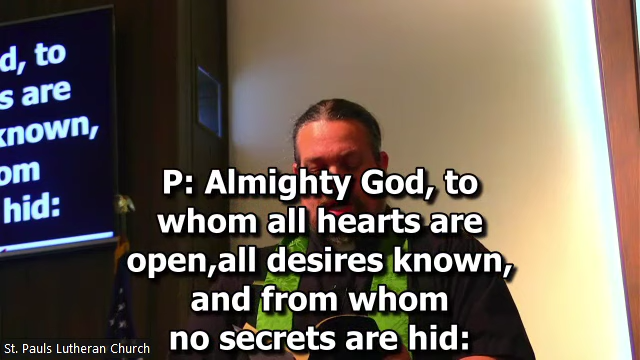 d, to
s are
known,
om
hid:
P: Almighty God, to
whom all hearts are
open,all desires known,
and from whom
no secrets are hid:
St. Pauls Lutheran Church